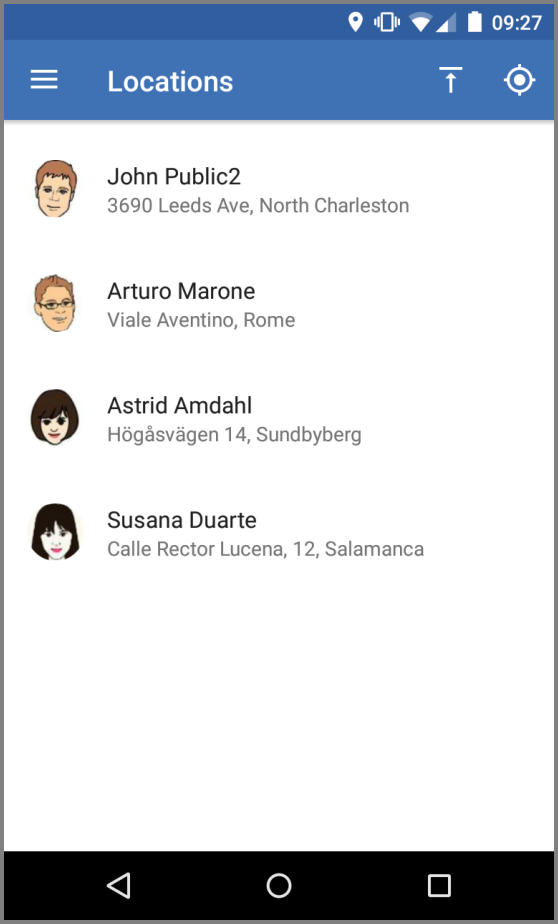 09:27
Locations
John Public2
3690 Leeds Ave, North Charleston
Arturo Marone
Viale Aventino, Rome
Astrid Amdahl
Högåsvägen 14, Sundbyberg
Susana Duarte
Calle Rector Lucena, 12, Salamanca